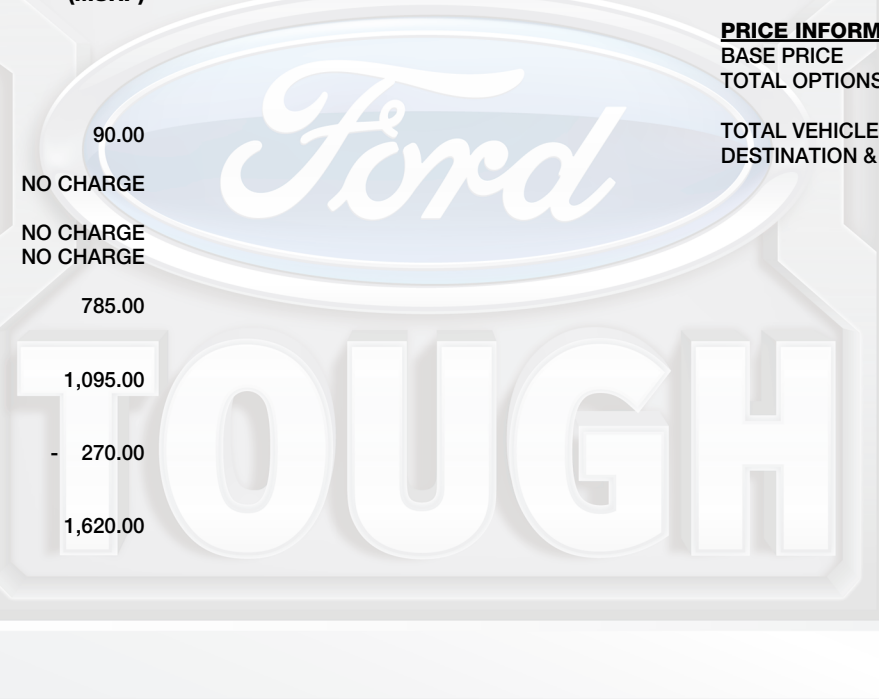 (MSRP)
90.00
NO CHARGE
NO CHARGE
NO CHARGE
785.00
1,095.00
- 270.00
1,620.00
PRICE INFORM
BASE PRICE
TOTAL OPTIONS
TOTAL VEHICLE
DESTINATION &
Ford
TOUGH